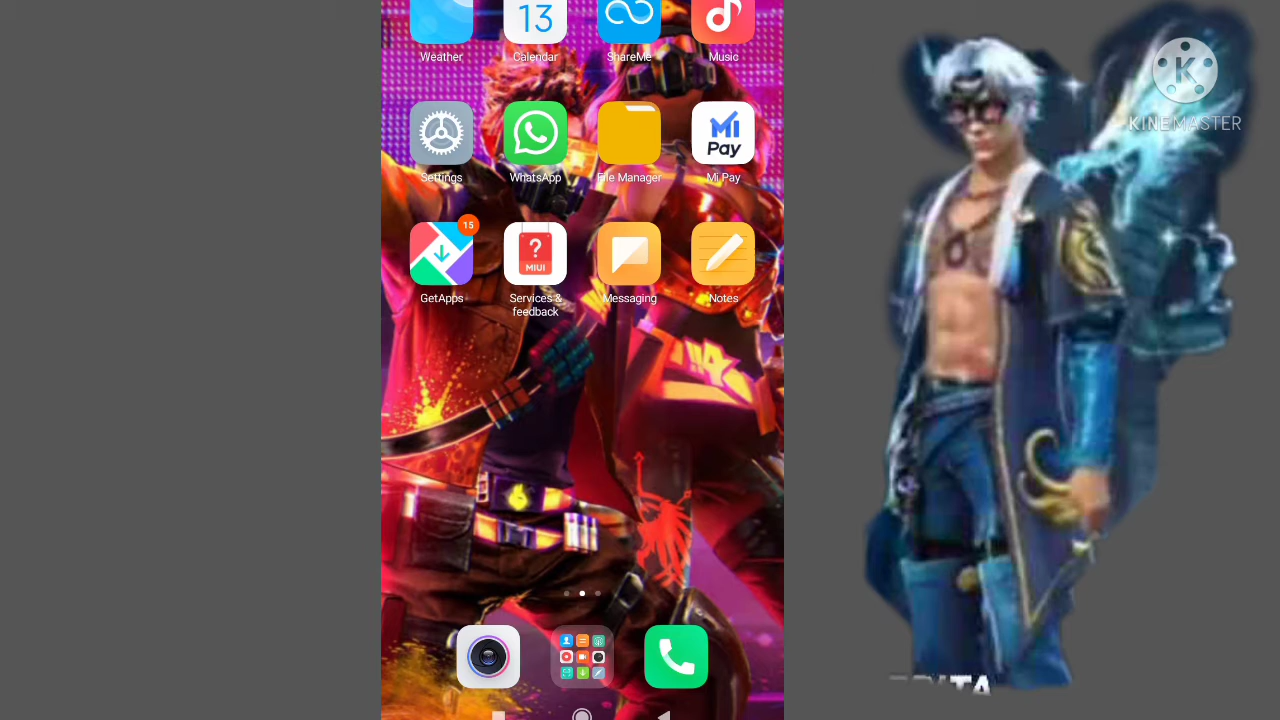 13
Weather
Calendar
ShareMe
Music
Mi
Pay
Settings
WhatsApp
File Manager
Mi Pay
15
?
MIUI
GetApps
Services &
feedback
Messaging
Notes
K
KINEMASTER